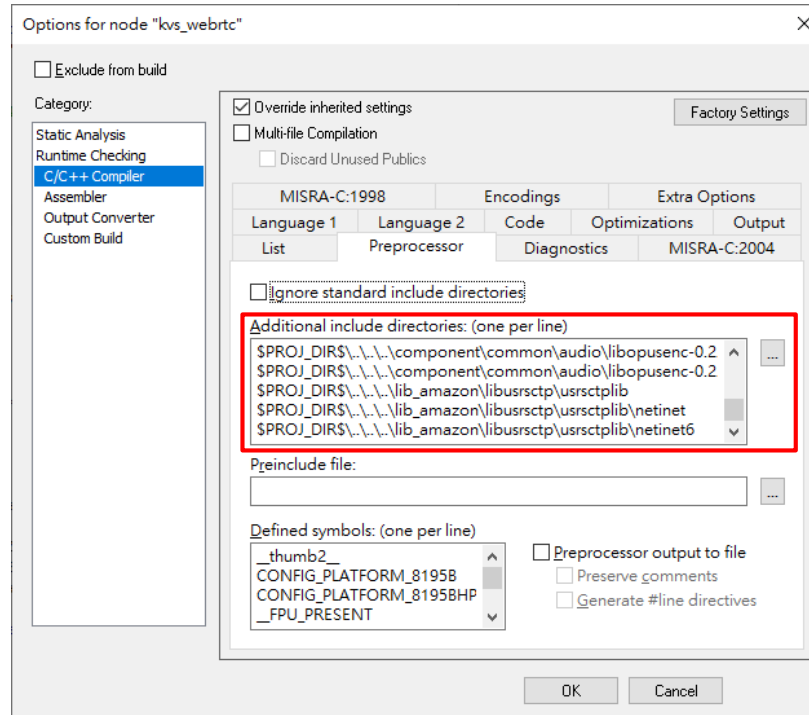 Options for node "kvs_webrtc"
Exclude from build
Category:
Static Analysis
Runtime Checking
C/C++ Compiler
Assembler
Output Converter
Custom Build
Override inherited settings
Factory Settings
Multi-file Compilation
Discard Unused Publics
MISRA-C:1998 Encodings Extra Options
Language 1 Language 2 Code Optimizations Output
List Preprocessor Diagnostics MISRA-C:2004
Ignore standard include directories
Additional include directories: (one per line)
$PROJ_DIR$\..\..\..\component\common\audio\libopusenc-0.2
$PROJ_DIR$\..\..\..\component\common\audio\libopusenc-0.2
$PROJ_DIR$\..\..\..\lib_amazon\libusrsctp\usrsctplib
$PROJ_DIR$\..\..\..\lib_amazon\libusrsctp\usrsctplib\netinet
$PROJ_DIR$\..\..\..\lib_amazon\libusrsctp\usrsctplib\netinet6
...
Preinclude file:
...
Defined symbols: (one per line)
__thumb2__
CONFIG_PLATFORM_8195B
CONFIG_PLATFORM_8195BHP
__FPU_PRESENT
Preprocessor output to file
Preserve comments
Generate #line directives
OK Cancel